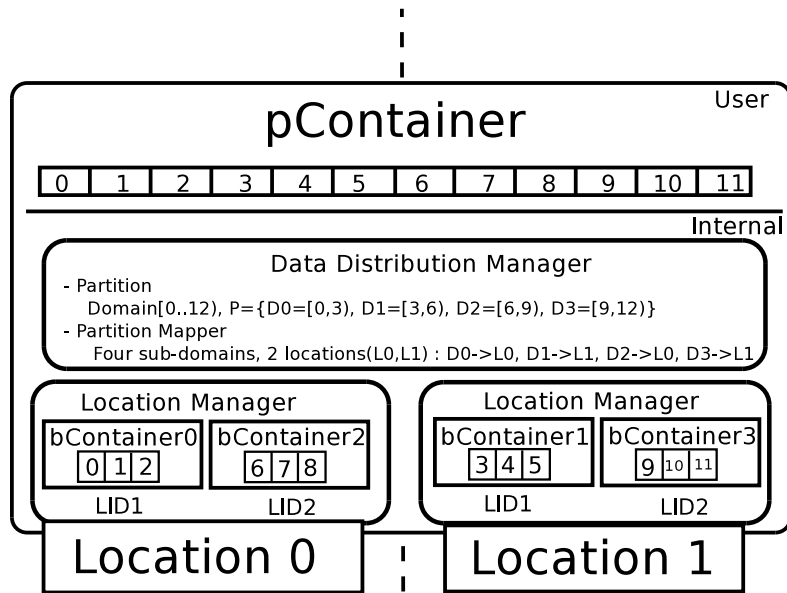 User
pContainer
0 1 2 3 4 5 6 7 8 9 10 11
Internal
Data Distribution Manager
- Partition
Domain[0..12), P={D0=[0,3), D1=[3,6), D2=[6,9), D3=[9,12)}
- Partition Mapper
Four sub-domains, 2 locations(L0,L1) : D0->L0, D1->L1, D2->L0, D3->L1
Location Manager
bContainer0
0 1 2
LID1
bContainer2
6 7 8
LID2
Location 0
Location Manager
bContainer1
3 4 5
LID1
bContainer3
9 10 11
LID2
Location 1